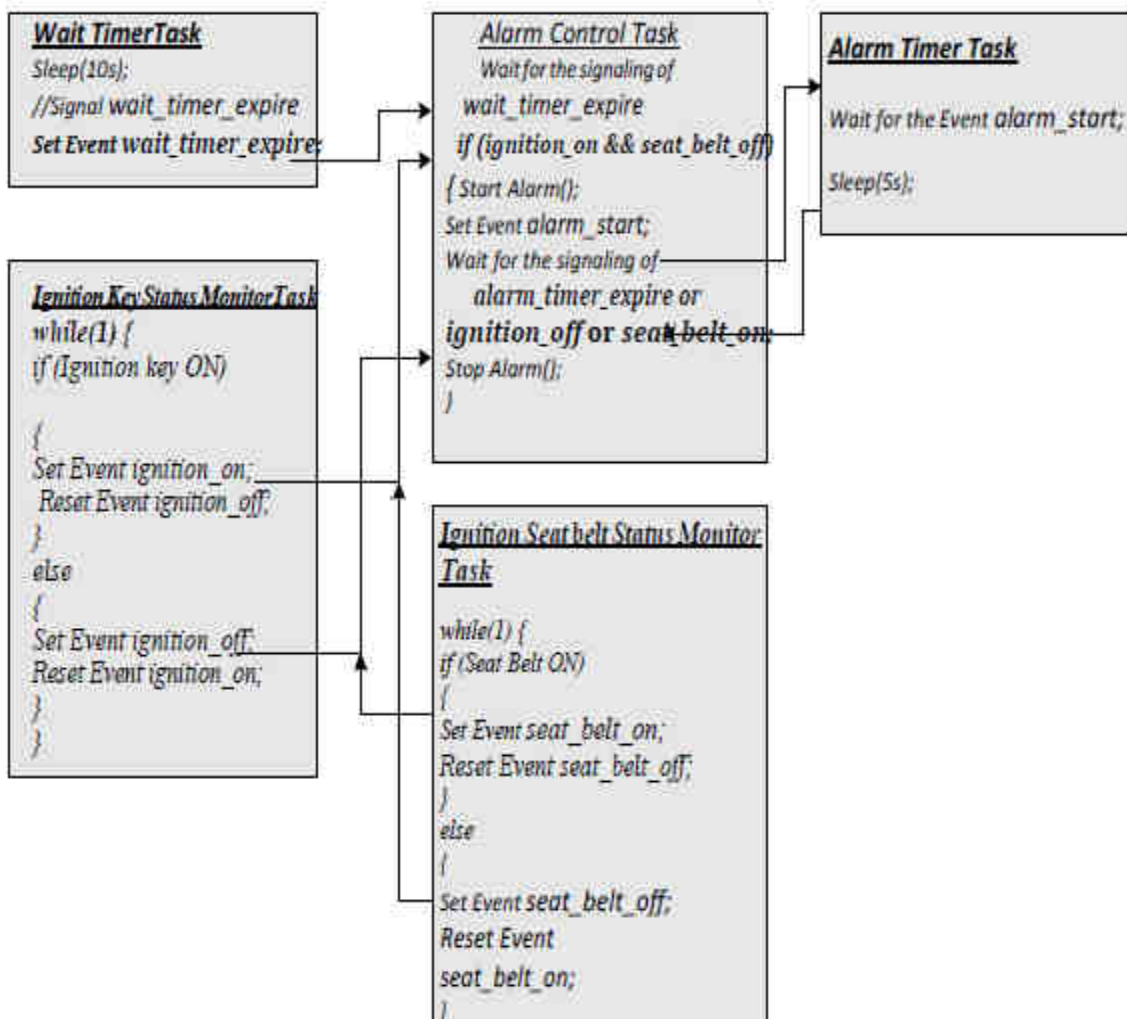 Wait TimerTask
Sleep(10s);
//Signal wait_timer_expire
Set Event wait_timer_expire;
Alarm Control Task
Wait for the signaling of
wait_timer_expire
if (ignition_on && seat_belt_off)
{ Start Alarm();
Set Event alarm_start;
Wait for the signaling of
alarm_timer_expire or
ignition_off or seat_belt_on;
Stop Alarm();
}
Alarm Timer Task
Wait for the Event alarm_start;
Sleep(5s);
Ignition Key Status Monitor Task
while(1) {
if (Ignition key ON)
{
Set Event ignition_on;
Reset Event ignition_off;
}
else
{
Set Event ignition_off;
Reset Event ignition_on;
}
}
Ignition Seat belt Status Monitor
Task
while(1) {
if (Seat Belt ON)
{
Set Event seat_belt_on;
Reset Event seat_belt_off;
}
else
{
Set Event seat_belt_off;
Reset Event
seat_belt_on;
}